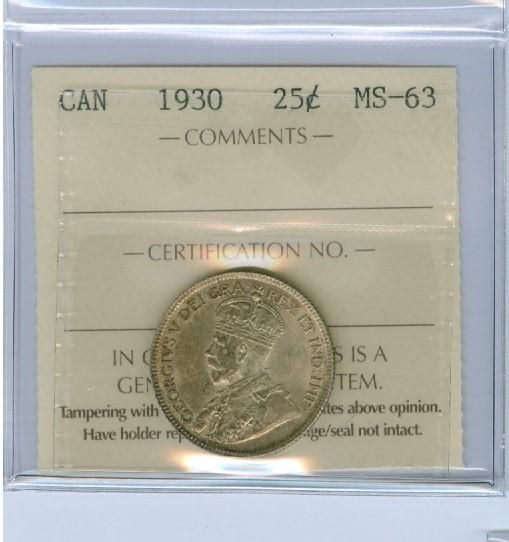 CAN 1930 25¢ MS-63
— COMMENTS —
— CERTIFICATION NO. —
IN S IS A
GEN TEM.
Tampering with tes above opinion.
Have holder rep ge/seal not intact.
GEORGIVS V DEI GRA: REX ET IND: IMP: